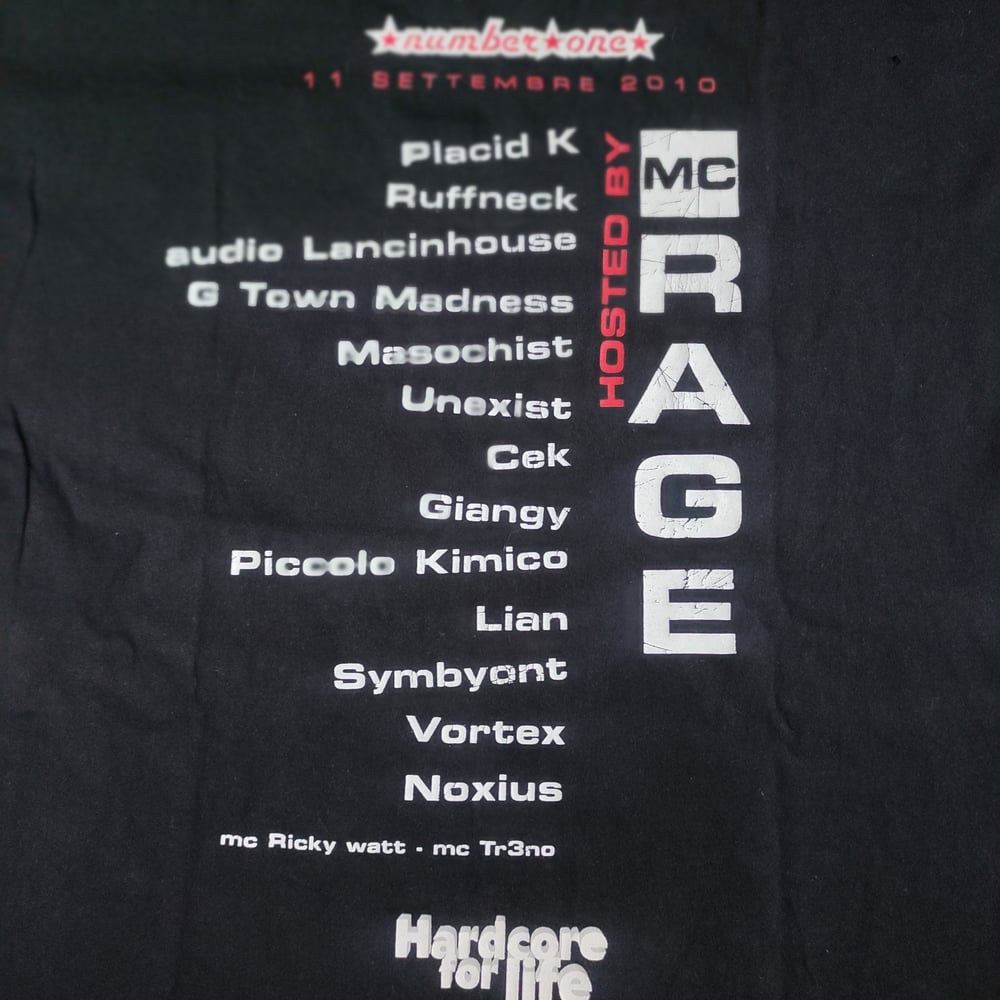 number one
11 SETTEMBRE 2010
Placid K
Ruffneck
audio Lancinhouse
G Town Madness
Masochist
Unexist
Cek
Giangy
Piccolo Kimico
Lian
Symbyont
Vortex
Noxius
mc Ricky watt - mc Tr3no
HOSTED BY
MC
RAGE
Hardcore
for life